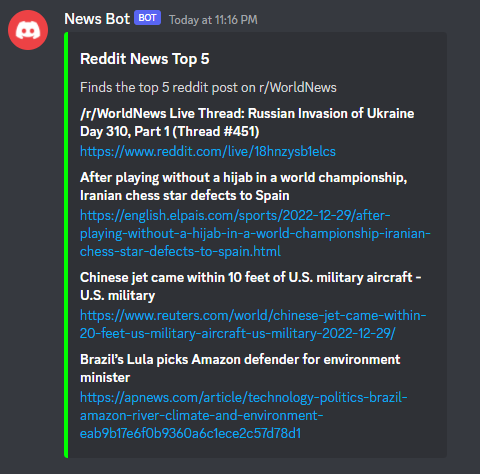 News Bot BOT Today at 11:16 PM
Reddit News Top 5
Finds the top 5 reddit post on r/WorldNews
/r/WorldNews Live Thread: Russian Invasion of Ukraine
Day 310, Part 1 (Thread #451)
https://www.reddit.com/live/18hnzysb1elcs
After playing without a hijab in a world championship,
Iranian chess star defects to Spain
https://english.elpais.com/sports/2022-12-29/after-
playing-without-a-hijab-in-a-world-championship-iranian-
chess-star-defects-to-spain.html
Chinese jet came within 10 feet of U.S. military aircraft -
U.S. military
https://www.reuters.com/world/chinese-jet-came-within-
20-feet-us-military-aircraft-us-military-2022-12-29/
Brazil’s Lula picks Amazon defender for environment
minister
https://apnews.com/article/technology-politics-brazil-
amazon-river-climate-and-environment-
eab9b17e6f0b9360a6c1ece2c57d78d1